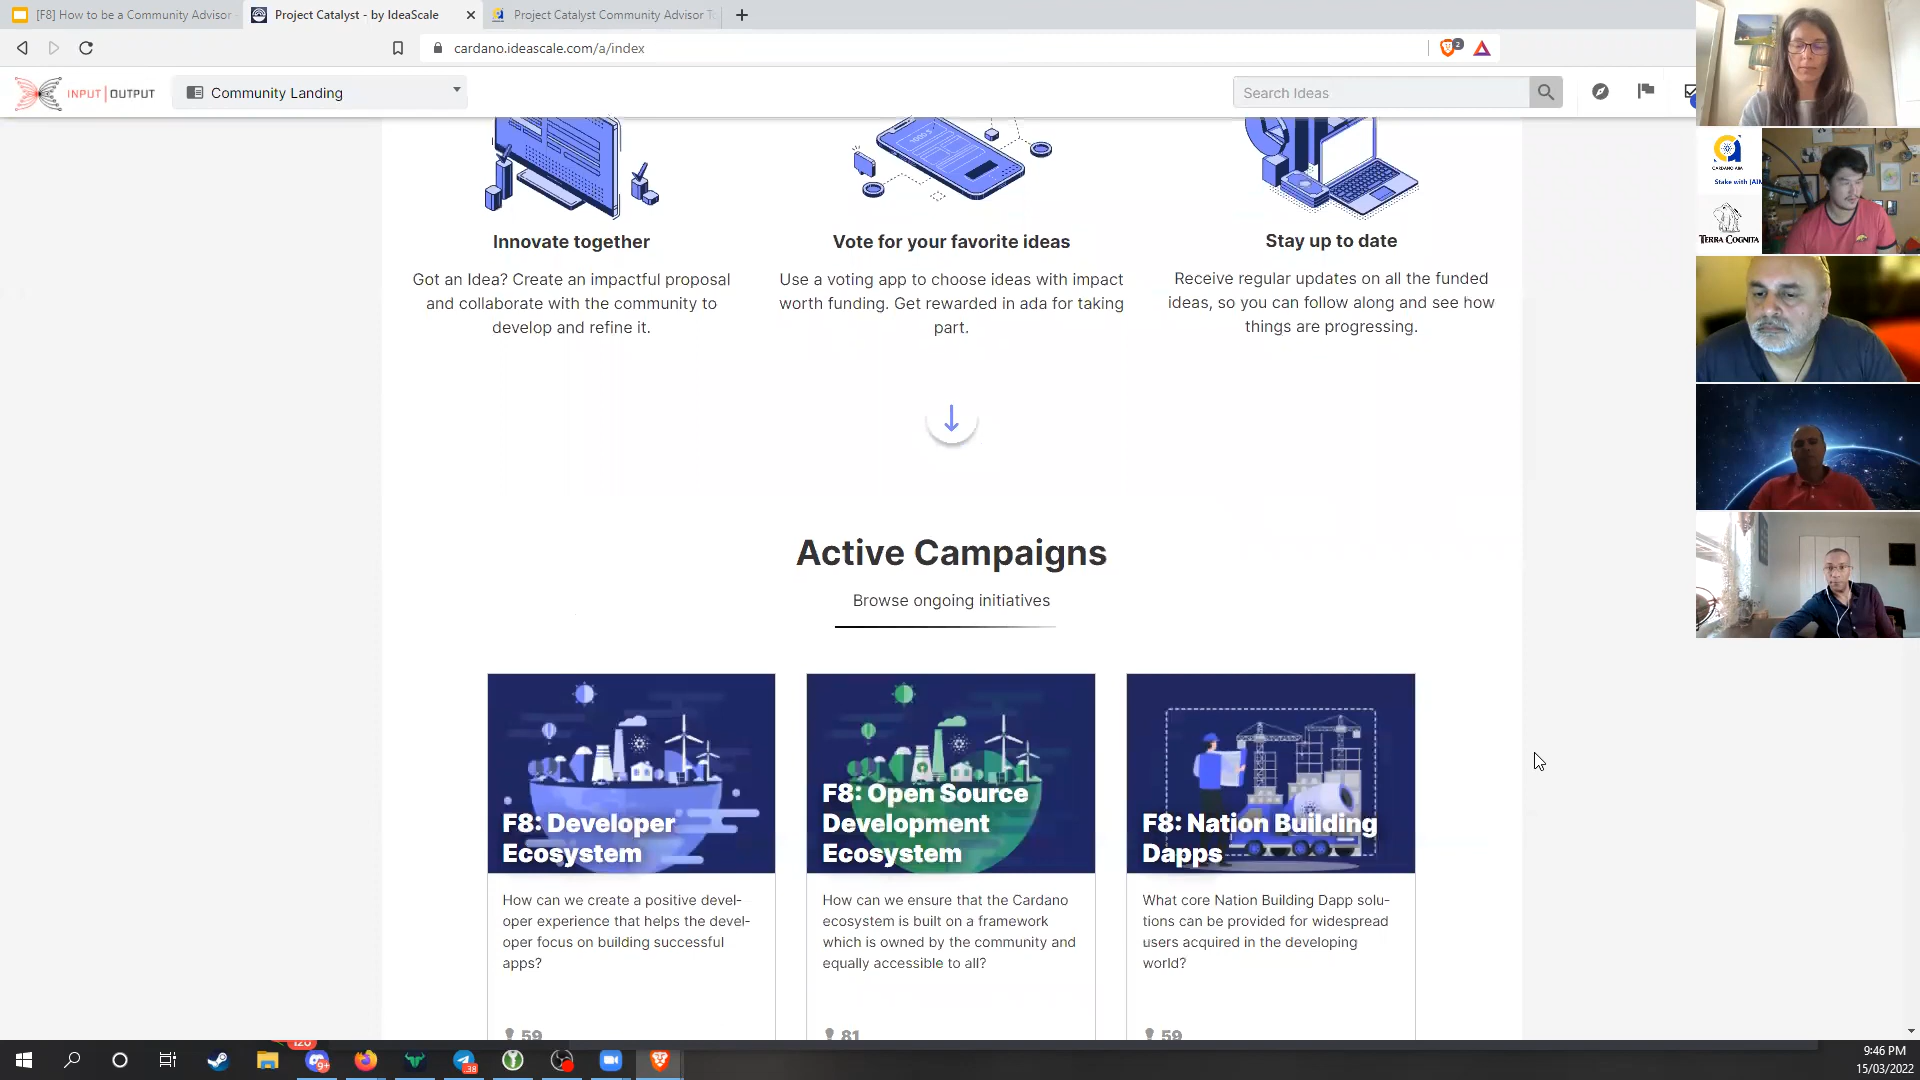 [F8] How to be a Community Advisor
Project Catalyst - by IdeaScale
Project Catalyst Community Advisor
cardano.ideascale.com/a/index
2
INPUT | OUTPUT
Community Landing
Search Ideas
Innovate together
Got an Idea? Create an impactful proposal
and collaborate with the community to
develop and refine it.
Vote for your favorite ideas
Use a voting app to choose ideas with impact
worth funding. Get rewarded in ada for taking
part.
Stay up to date
Receive regular updates on all the funded
ideas, so you can follow along and see how
things are progressing.
CARDANO AIM
Stake with [AIM
TERRA COGNITA
Active Campaigns
Browse ongoing initiatives
F8: Developer
Ecosystem
How can we create a positive devel-
oper experience that helps the devel-
oper focus on building successful
apps?
59
F8: Open Source
Development
Ecosystem
How can we ensure that the Cardano
ecosystem is built on a framework
which is owned by the community and
equally accessible to all?
81
F8: Nation Building
Dapps
What core Nation Building Dapp solu-
tions can be provided for widespread
users acquired in the developing
world?
59
120
9+
38
9:46 PM
15/03/2022